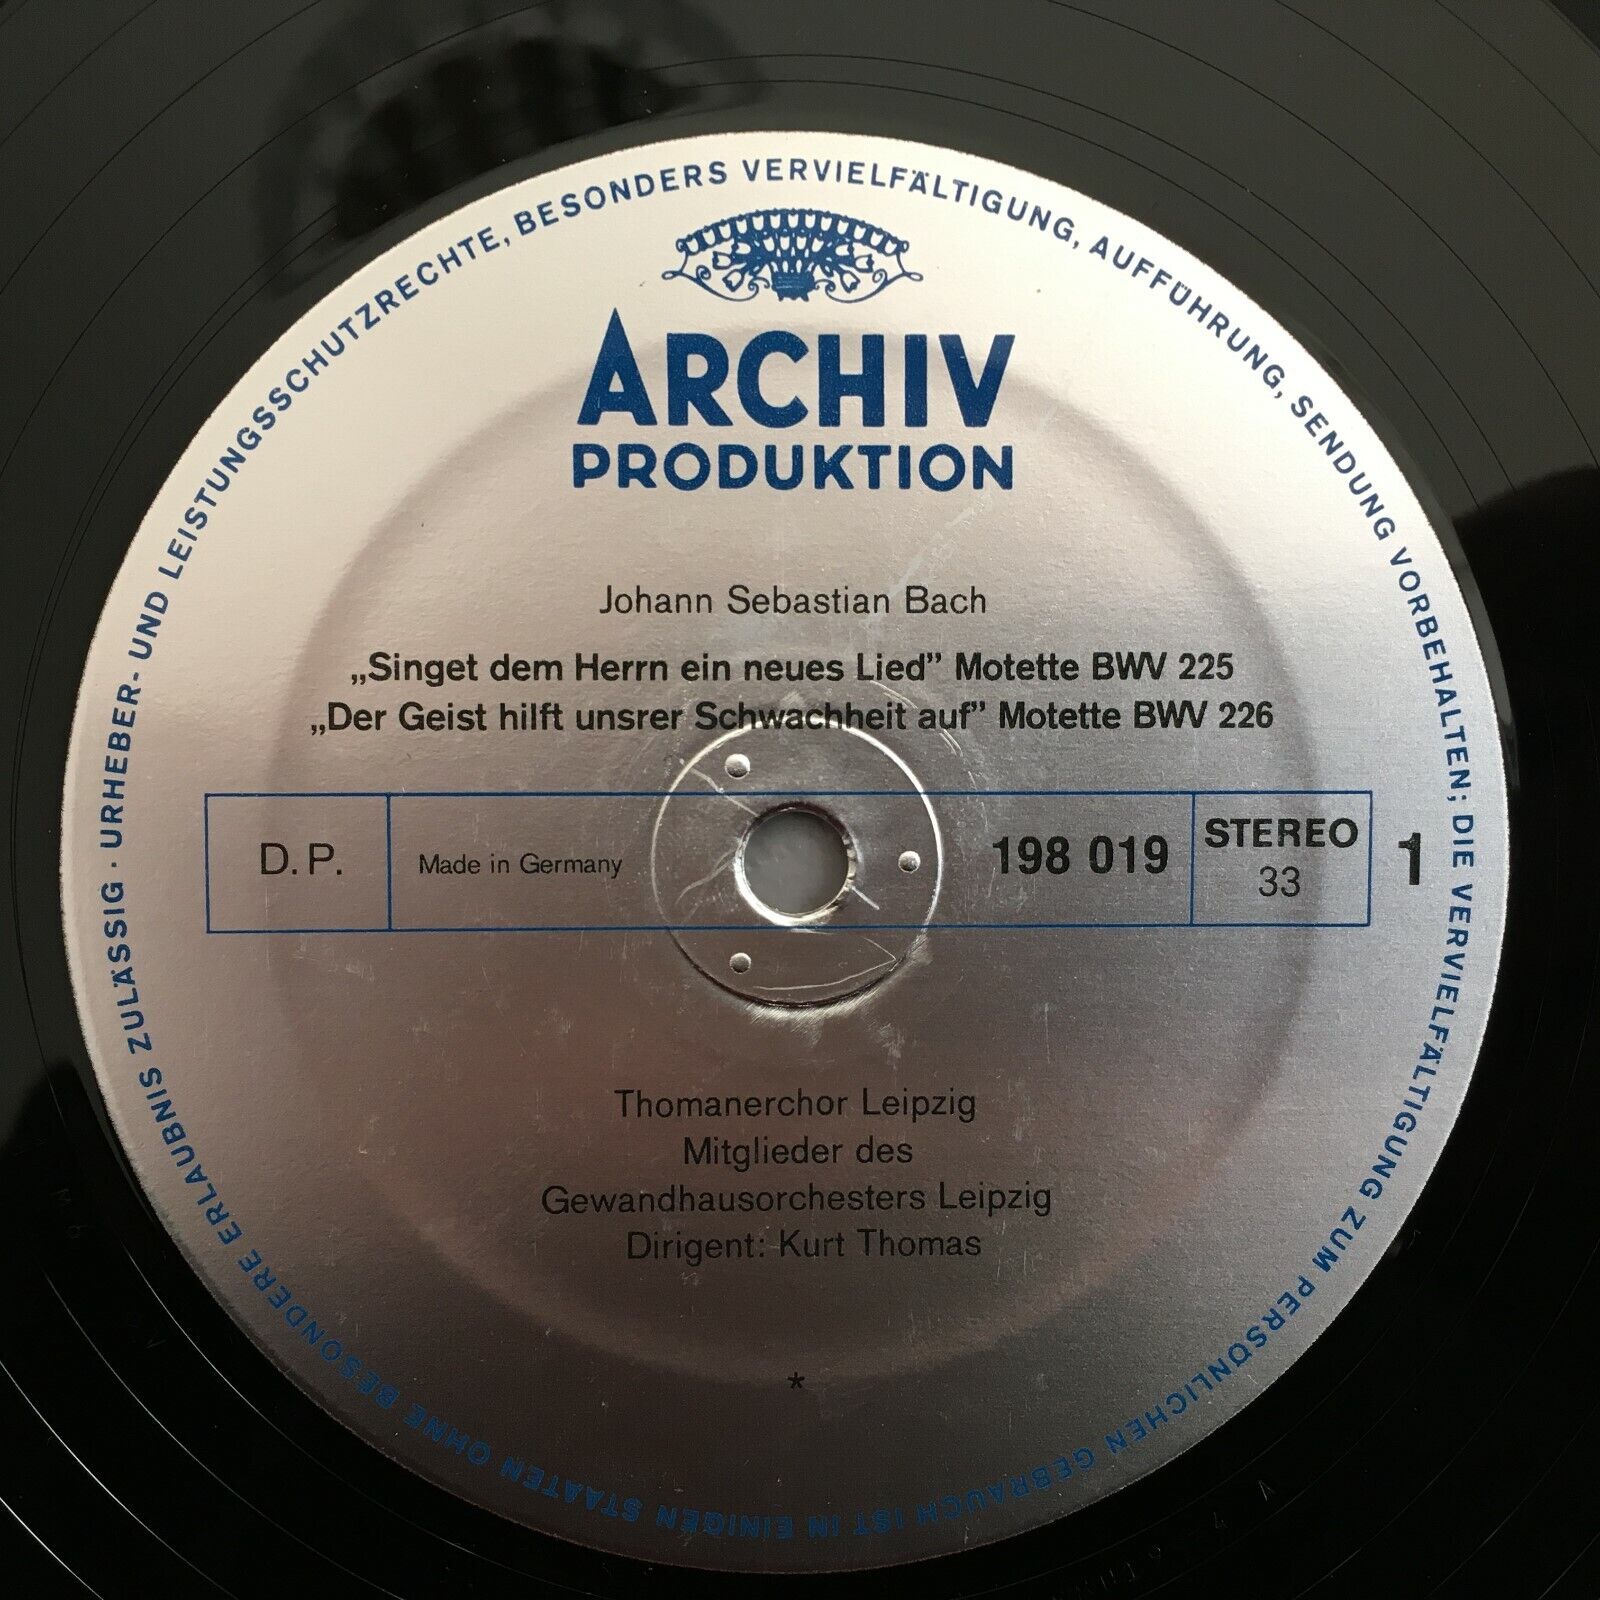 URHEBER- UND LEISTUNGSSCHUTZRECHTE, BESONDERS VERVIELFÄLTIGUNG, AUFFÜHRUNG, SENDUNG VORBEHALTEN; DIE VERVIELFÄLTIGUNG ZUM PERSÖNLICHEN GEBRAUCH IST IN EINIGEN STAATEN OHNE BESONDERE ERLAUBNIS ZULÄSSIG ·
ARCHIV
PRODUKTION
Johann Sebastian Bach
„Singet dem Herrn ein neues Lied” Motette BWV 225
„Der Geist hilft unsrer Schwachheit auf” Motette BWV 226
D.P. Made in Germany 198 019 STEREO 1
33
Thomanerchor Leipzig
Mitglieder des
Gewandhausorchesters Leipzig
Dirigent: Kurt Thomas
*